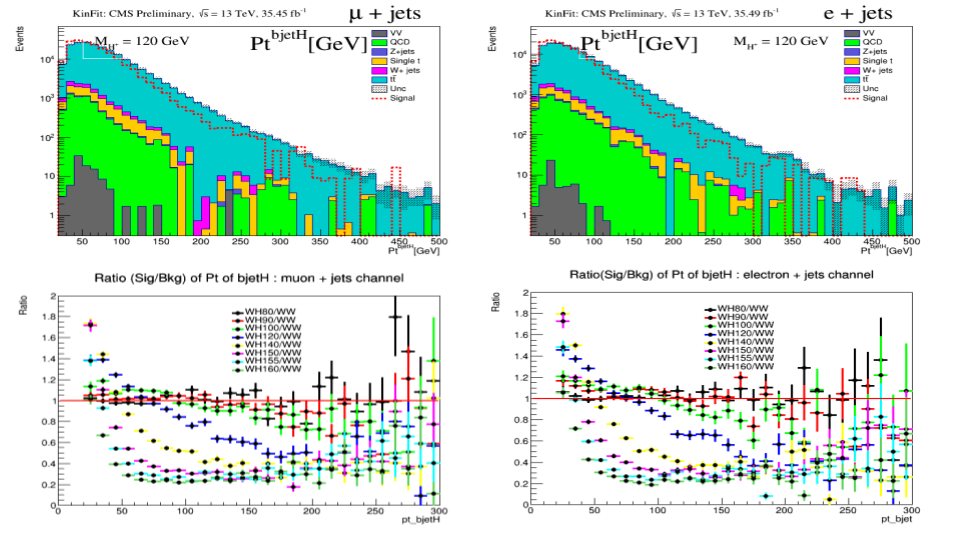 KinFit: CMS Preliminary, √s = 13 TeV, 35.45 fb⁻¹
μ + jets
Events
M_H⁻ = 120 GeV
Pt^bjetH[GeV]
VV
QCD
Z+jets
Single t
W+ jets
tt̄
Unc
Signal
10⁴
10³
10²
10
1
50 100 150 200 250 300 350 400 450 500
Pt^bjetH[GeV]
KinFit: CMS Preliminary, √s = 13 TeV, 35.49 fb⁻¹
e + jets
Events
Pt^bjetH[GeV]
M_H⁻ = 120 GeV
VV
QCD
Z+jets
Single t
W+ jets
tt̄
Unc
Signal
10⁴
10³
10²
10
1
50 100 150 200 250 300 350 400 450 500
Pt^bjetH[GeV]
Ratio (Sig/Bkg) of Pt of bjetH : muon + jets channel
Ratio
2
1.8
1.6
1.4
1.2
1
0.8
0.6
0.4
0.2
0
WH80/WW
WH90/WW
WH100/WW
WH120/WW
WH140/WW
WH150/WW
WH155/WW
WH160/WW
0 50 100 150 200 250 300
pt_bjetH
Ratio(Sig/Bkg) of Pt of bjetH : electron + jets channel
Ratio
2
1.8
1.6
1.4
1.2
1
0.8
0.6
0.4
0.2
0
WH80/WW
WH90/WW
WH100/WW
WH120/WW
WH140/WW
WH150/WW
WH155/WW
WH160/WW
0 50 100 150 200 250 300
pt_bjet